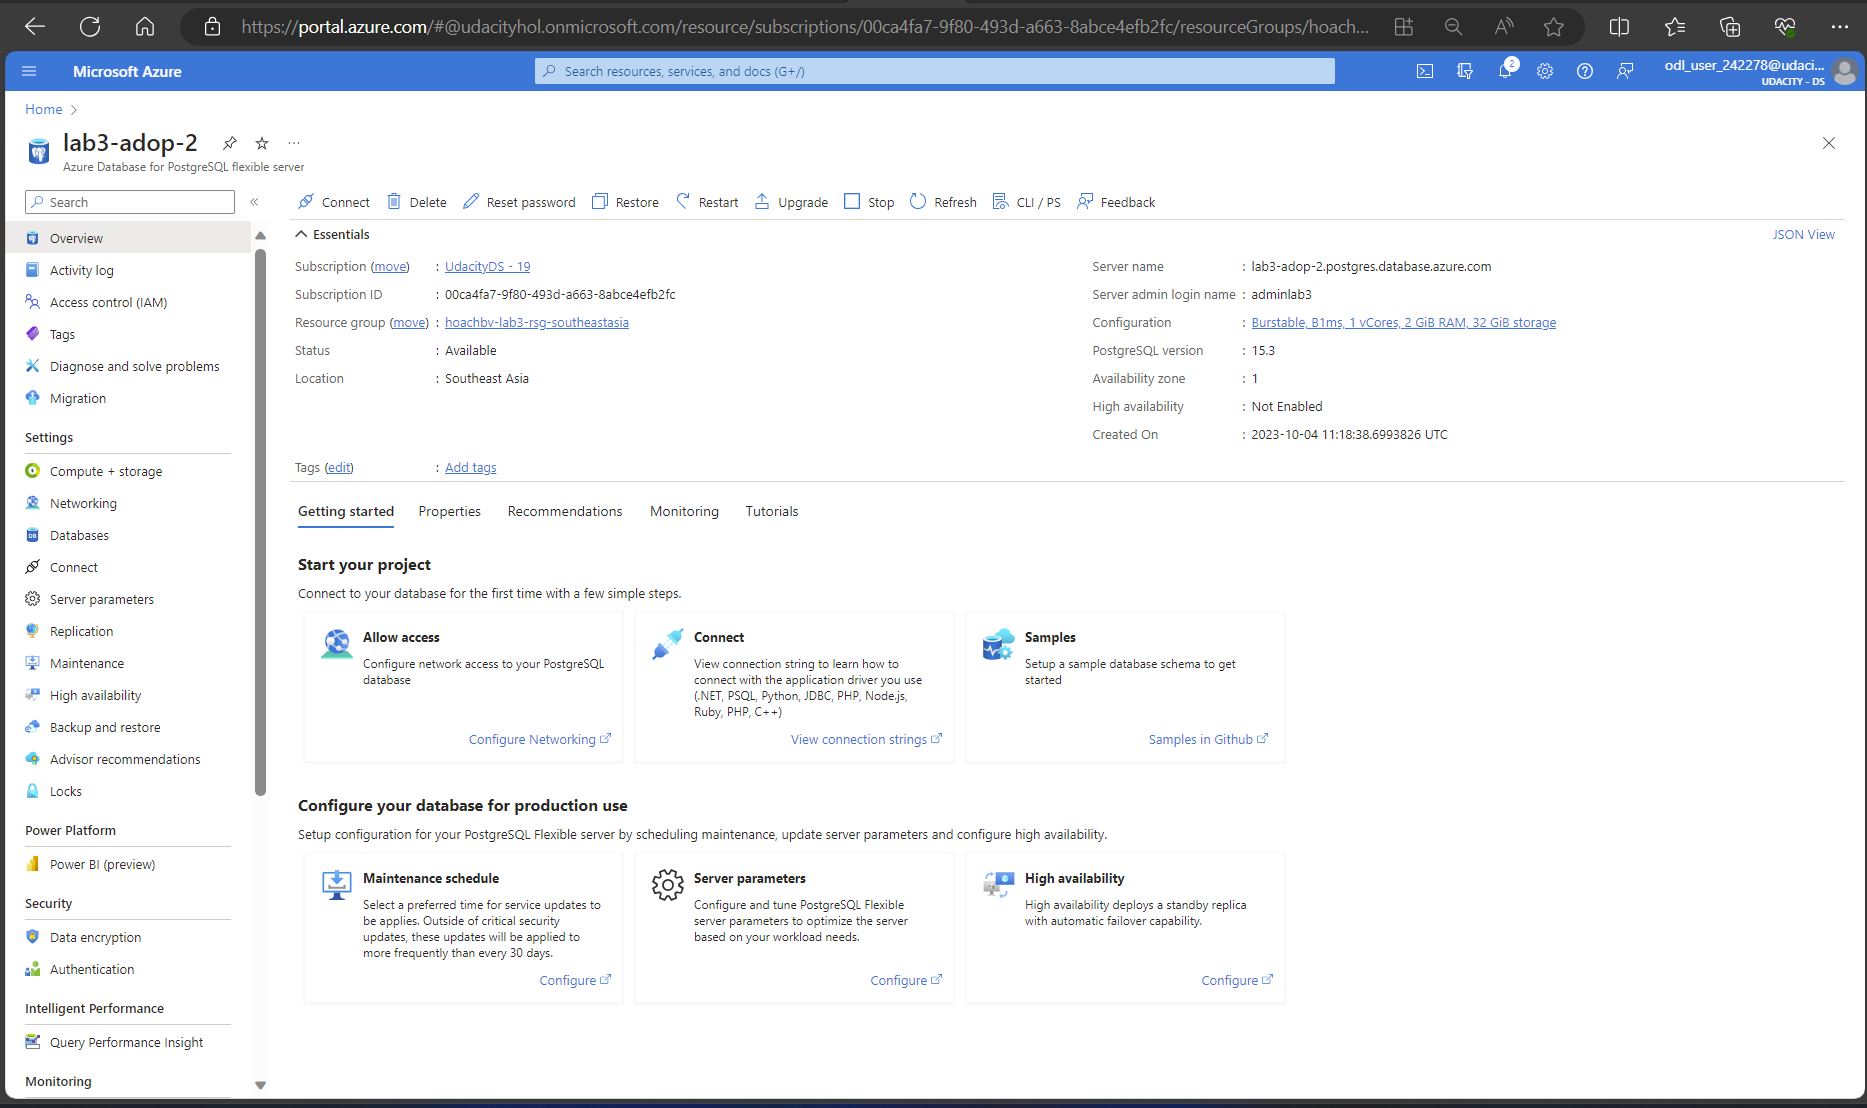 https://portal.azure.com/#@udacityhol.onmicrosoft.com/resource/subscriptions/00ca4fa7-9f80-493d-a663-8abce4efb2fc/resourceGroups/hoach...
Microsoft Azure
Search resources, services, and docs (G+/)
2
odl_user_242278@udaci...
UDACITY - DS
Home
lab3-adop-2
Azure Database for PostgreSQL flexible server
Search
Connect Delete Reset password Restore Restart Upgrade Stop Refresh CLI / PS Feedback
Overview
Activity log
Access control (IAM)
Tags
Diagnose and solve problems
Migration
Settings
Compute + storage
Networking
Databases
Connect
Server parameters
Replication
Maintenance
High availability
Backup and restore
Advisor recommendations
Locks
Power Platform
Power BI (preview)
Security
Data encryption
Authentication
Intelligent Performance
Query Performance Insight
Monitoring
Essentials
JSON View
Subscription (move) : UdacityDS - 19
Subscription ID : 00ca4fa7-9f80-493d-a663-8abce4efb2fc
Resource group (move) : hoachbv-lab3-rsg-southeastasia
Status : Available
Location : Southeast Asia
Server name : lab3-adop-2.postgres.database.azure.com
Server admin login name : adminlab3
Configuration : Burstable, B1ms, 1 vCores, 2 GiB RAM, 32 GiB storage
PostgreSQL version : 15.3
Availability zone : 1
High availability : Not Enabled
Created On : 2023-10-04 11:18:38.6993826 UTC
Tags (edit) : Add tags
Getting started Properties Recommendations Monitoring Tutorials
Start your project
Connect to your database for the first time with a few simple steps.
Allow access
Configure network access to your PostgreSQL
database
Configure Networking
Connect
View connection string to learn how to
connect with the application driver you use
(.NET, PSQL, Python, JDBC, PHP, Node.js,
Ruby, PHP, C++)
View connection strings
Samples
Setup a sample database schema to get
started
Samples in Github
Configure your database for production use
Setup configuration for your PostgreSQL Flexible server by scheduling maintenance, update server parameters and configure high availability.
Maintenance schedule
Select a preferred time for service updates to
be applies. Outside of critical security
updates, these updates will be applied to
more frequently than every 30 days.
Configure
Server parameters
Configure and tune PostgreSQL Flexible
server parameters to optimize the server
based on your workload needs.
Configure
High availability
High availability deploys a standby replica
with automatic failover capability.
Configure